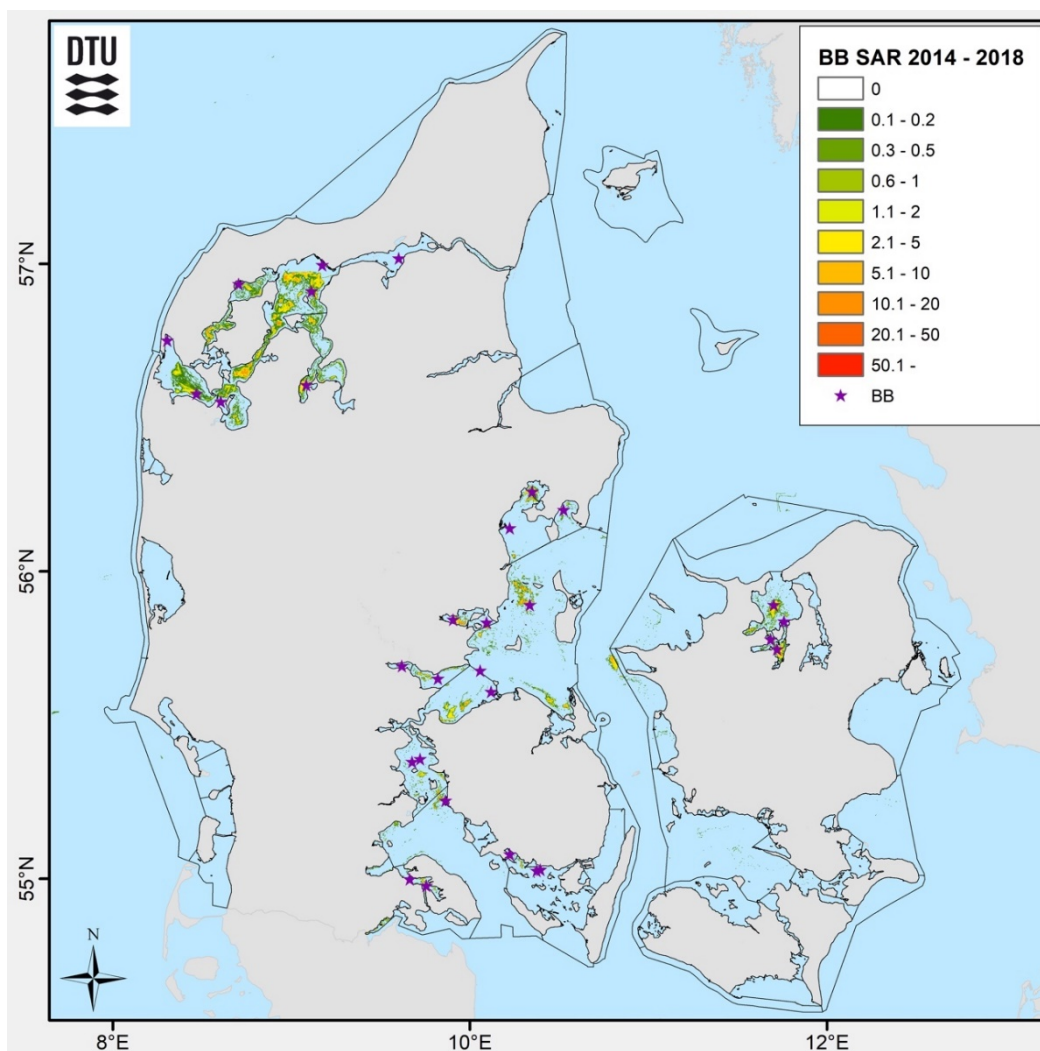 DTU
BB SAR 2014 - 2018
0
0.1 - 0.2
0.3 - 0.5
0.6 - 1
1.1 - 2
2.1 - 5
5.1 - 10
10.1 - 20
20.1 - 50
50.1 -
BB
57°N
56°N
55°N
N
8°E
10°E
12°E